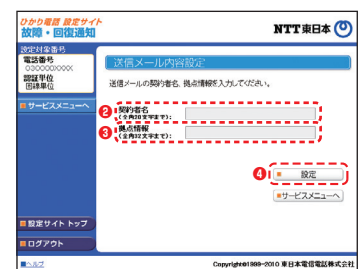 ひかり電話 設定サイト
故障・回復通知
NTT東日本
設定対象番号
電話番号
0300000XXXX
認証単位
回線単位
サービスメニューへ
設定サイト トップ
ログアウト
ヘルプ
送信メール内容設定
送信メールの契約者名、拠点情報を入力してください。
2 契約者名
(全角20文字まで):
3 拠点情報
(全角32文字まで):
4 設定
サービスメニューへ
Copyright©1999-2010 東日本電信電話株式会社